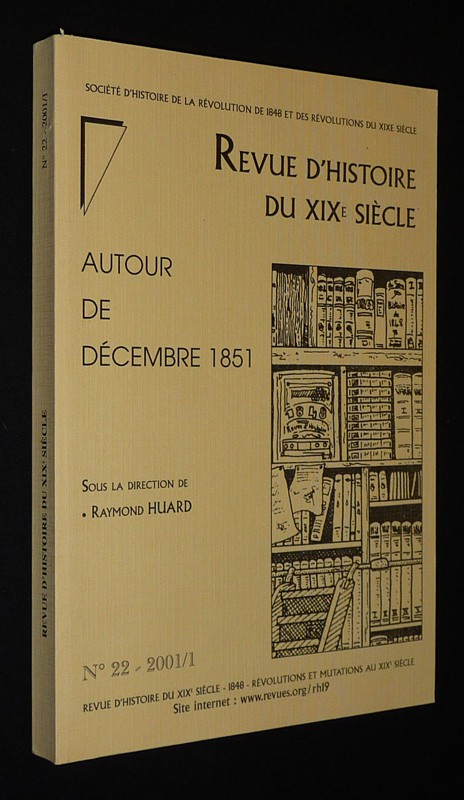 SOCIÉTÉ D'HISTOIRE DE LA RÉVOLUTION DE 1848 ET DES RÉVOLUTIONS DU XIXE SIÈCLE
REVUE D'HISTOIRE
DU XIXE SIÈCLE
AUTOUR
DE
DÉCEMBRE 1851
SOUS LA DIRECTION DE
• RAYMOND HUARD
1848
N° 22 - 2001/1
REVUE D'HISTOIRE DU XIXE SIÈCLE - 1848 - RÉVOLUTIONS ET MUTATIONS AU XIXE SIÈCLE
Site internet : www.revues.org/rh19
N° 22 - 2001/1
REVUE D'HISTOIRE DU XIXE SIÈCLE